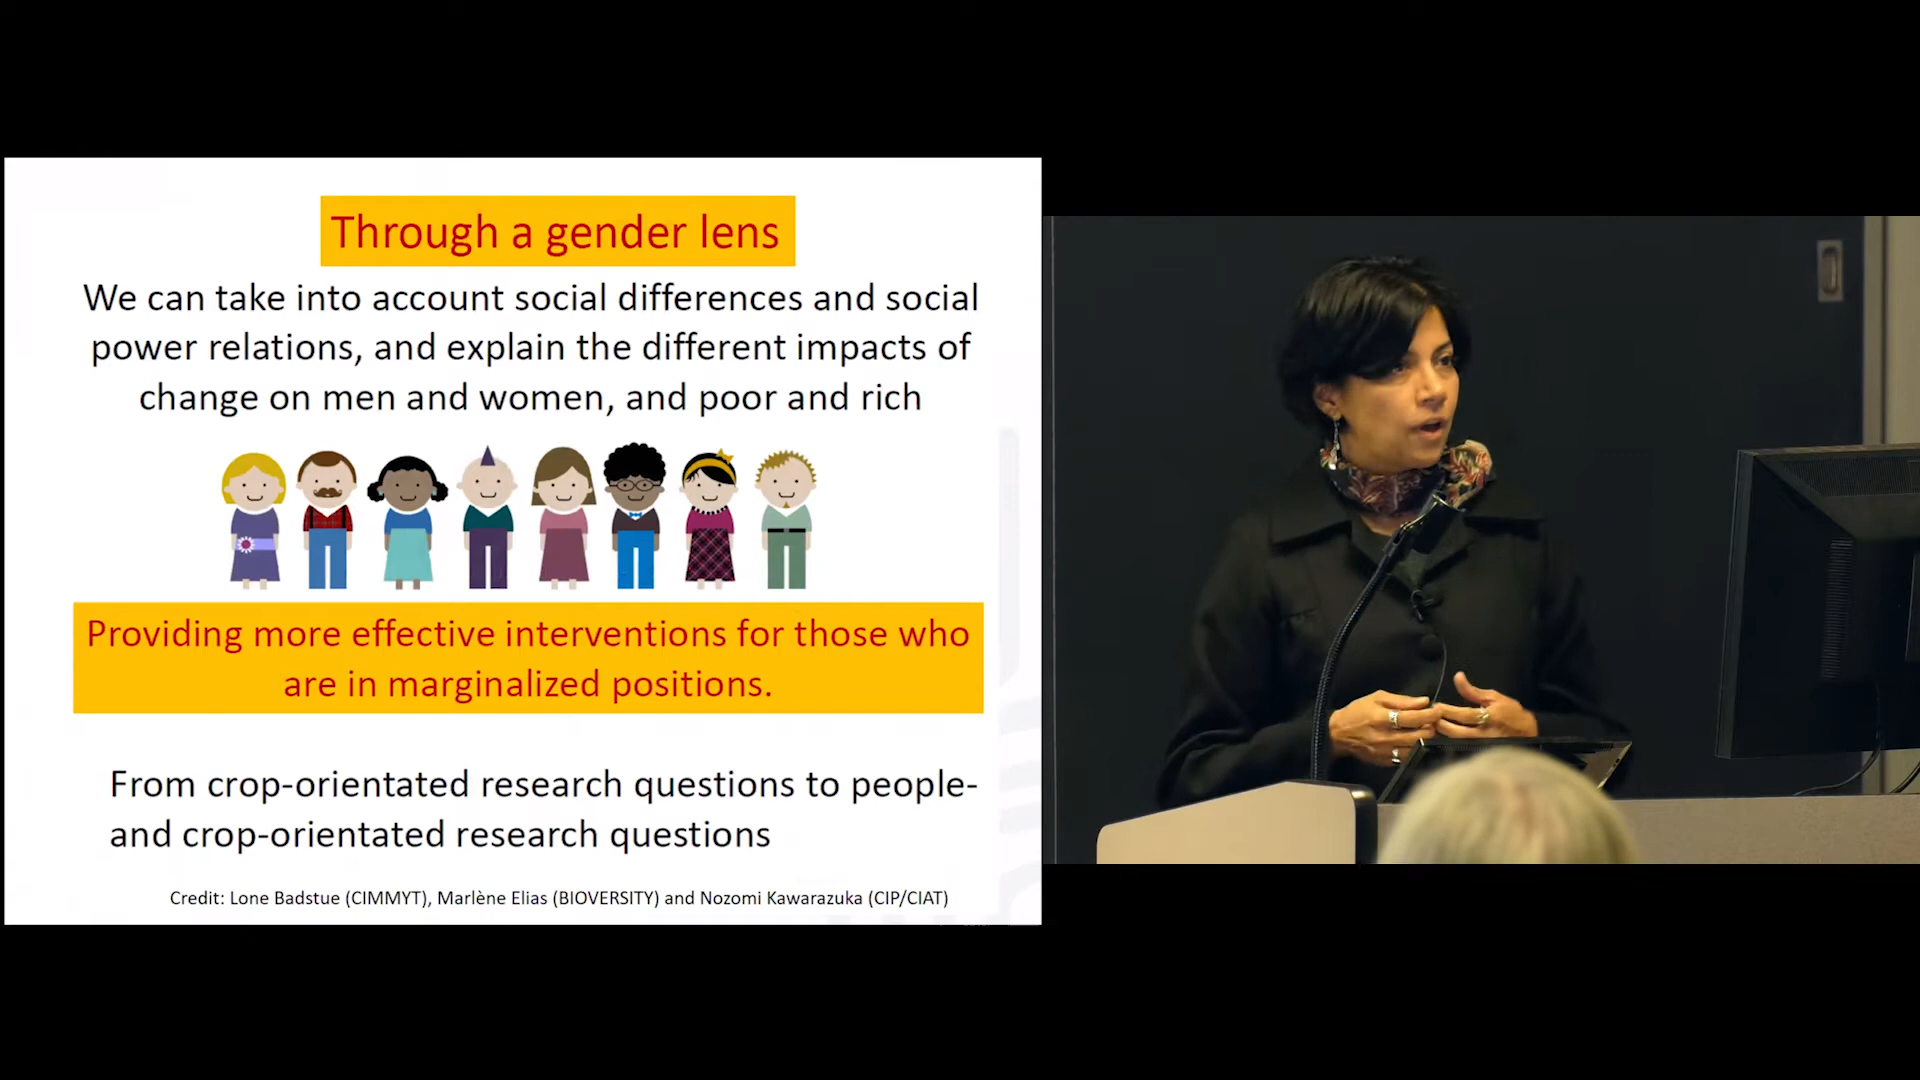 Through a gender lens
We can take into account social differences and social
power relations, and explain the different impacts of
change on men and women, and poor and rich
Providing more effective interventions for those who
are in marginalized positions.
From crop-orientated research questions to people-
and crop-orientated research questions
Credit: Lone Badstue (CIMMYT), Marlène Elias (BIOVERSITY) and Nozomi Kawarazuka (CIP/CIAT)